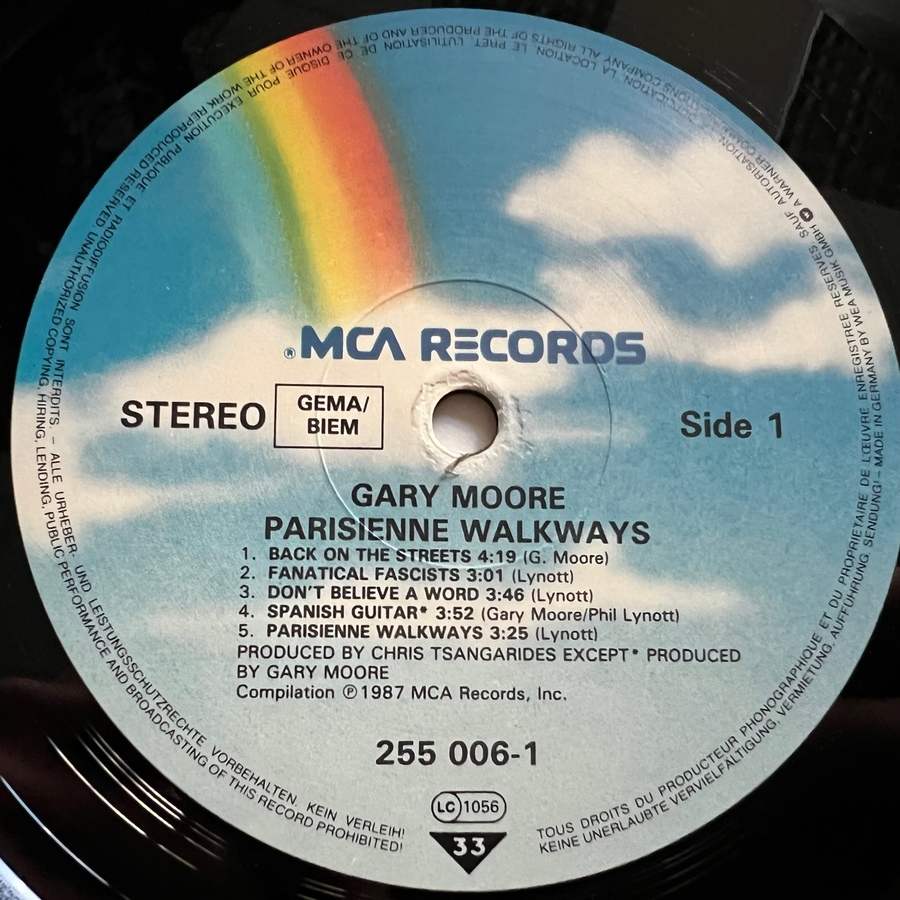 ® MCA RECORDS
STEREO
GEMA/
BIEM
Side 1
GARY MOORE
PARISIENNE WALKWAYS
1. BACK ON THE STREETS 4:19 (G. Moore)
2. FANATICAL FASCISTS 3:01 (Lynott)
3. DON'T BELIEVE A WORD 3:46 (Lynott)
4. SPANISH GUITAR* 3:52 (Gary Moore/Phil Lynott)
5. PARISIENNE WALKWAYS 3:25 (Lynott)
PRODUCED BY CHRIS TSANGARIDES EXCEPT* PRODUCED
BY GARY MOORE
Compilation ℗1987 MCA Records, Inc.
255 006-1
LC 1056
33
TOUS DROITS DU PRODUCTEUR PHONOGRAPHIQUE ET DU PROPRIETAIRE DE L'ŒUVRE ENREGISTREE RESERVES. SAUF AUTORISATION LA LOCATION, LE PRET, L'UTILISATION DE CE DISQUE POUR EXECUTION PUBLIQUE ET RADIODIFFUSION SONT INTERDITS. – ALLE URHEBER- UND LEISTUNGSSCHUTZRECHTE VORBEHALTEN. KEIN VERLEIH!
KEINE UNERLAUBTE VERVIELFÄLTIGUNG, VERMIETUNG, AUFFÜHRUNG, SENDUNG! – MADE IN GERMANY BY WEA MUSIK GMBH A WARNER COMMUNICATIONS COMPANY. ALL RIGHTS OF THE PRODUCER AND OF THE OWNER OF THE WORK REPRODUCED RESERVED. UNAUTHORIZED COPYING, HIRING, LENDING, PUBLIC PERFORMANCE AND BROADCASTING OF THIS RECORD PROHIBITED!